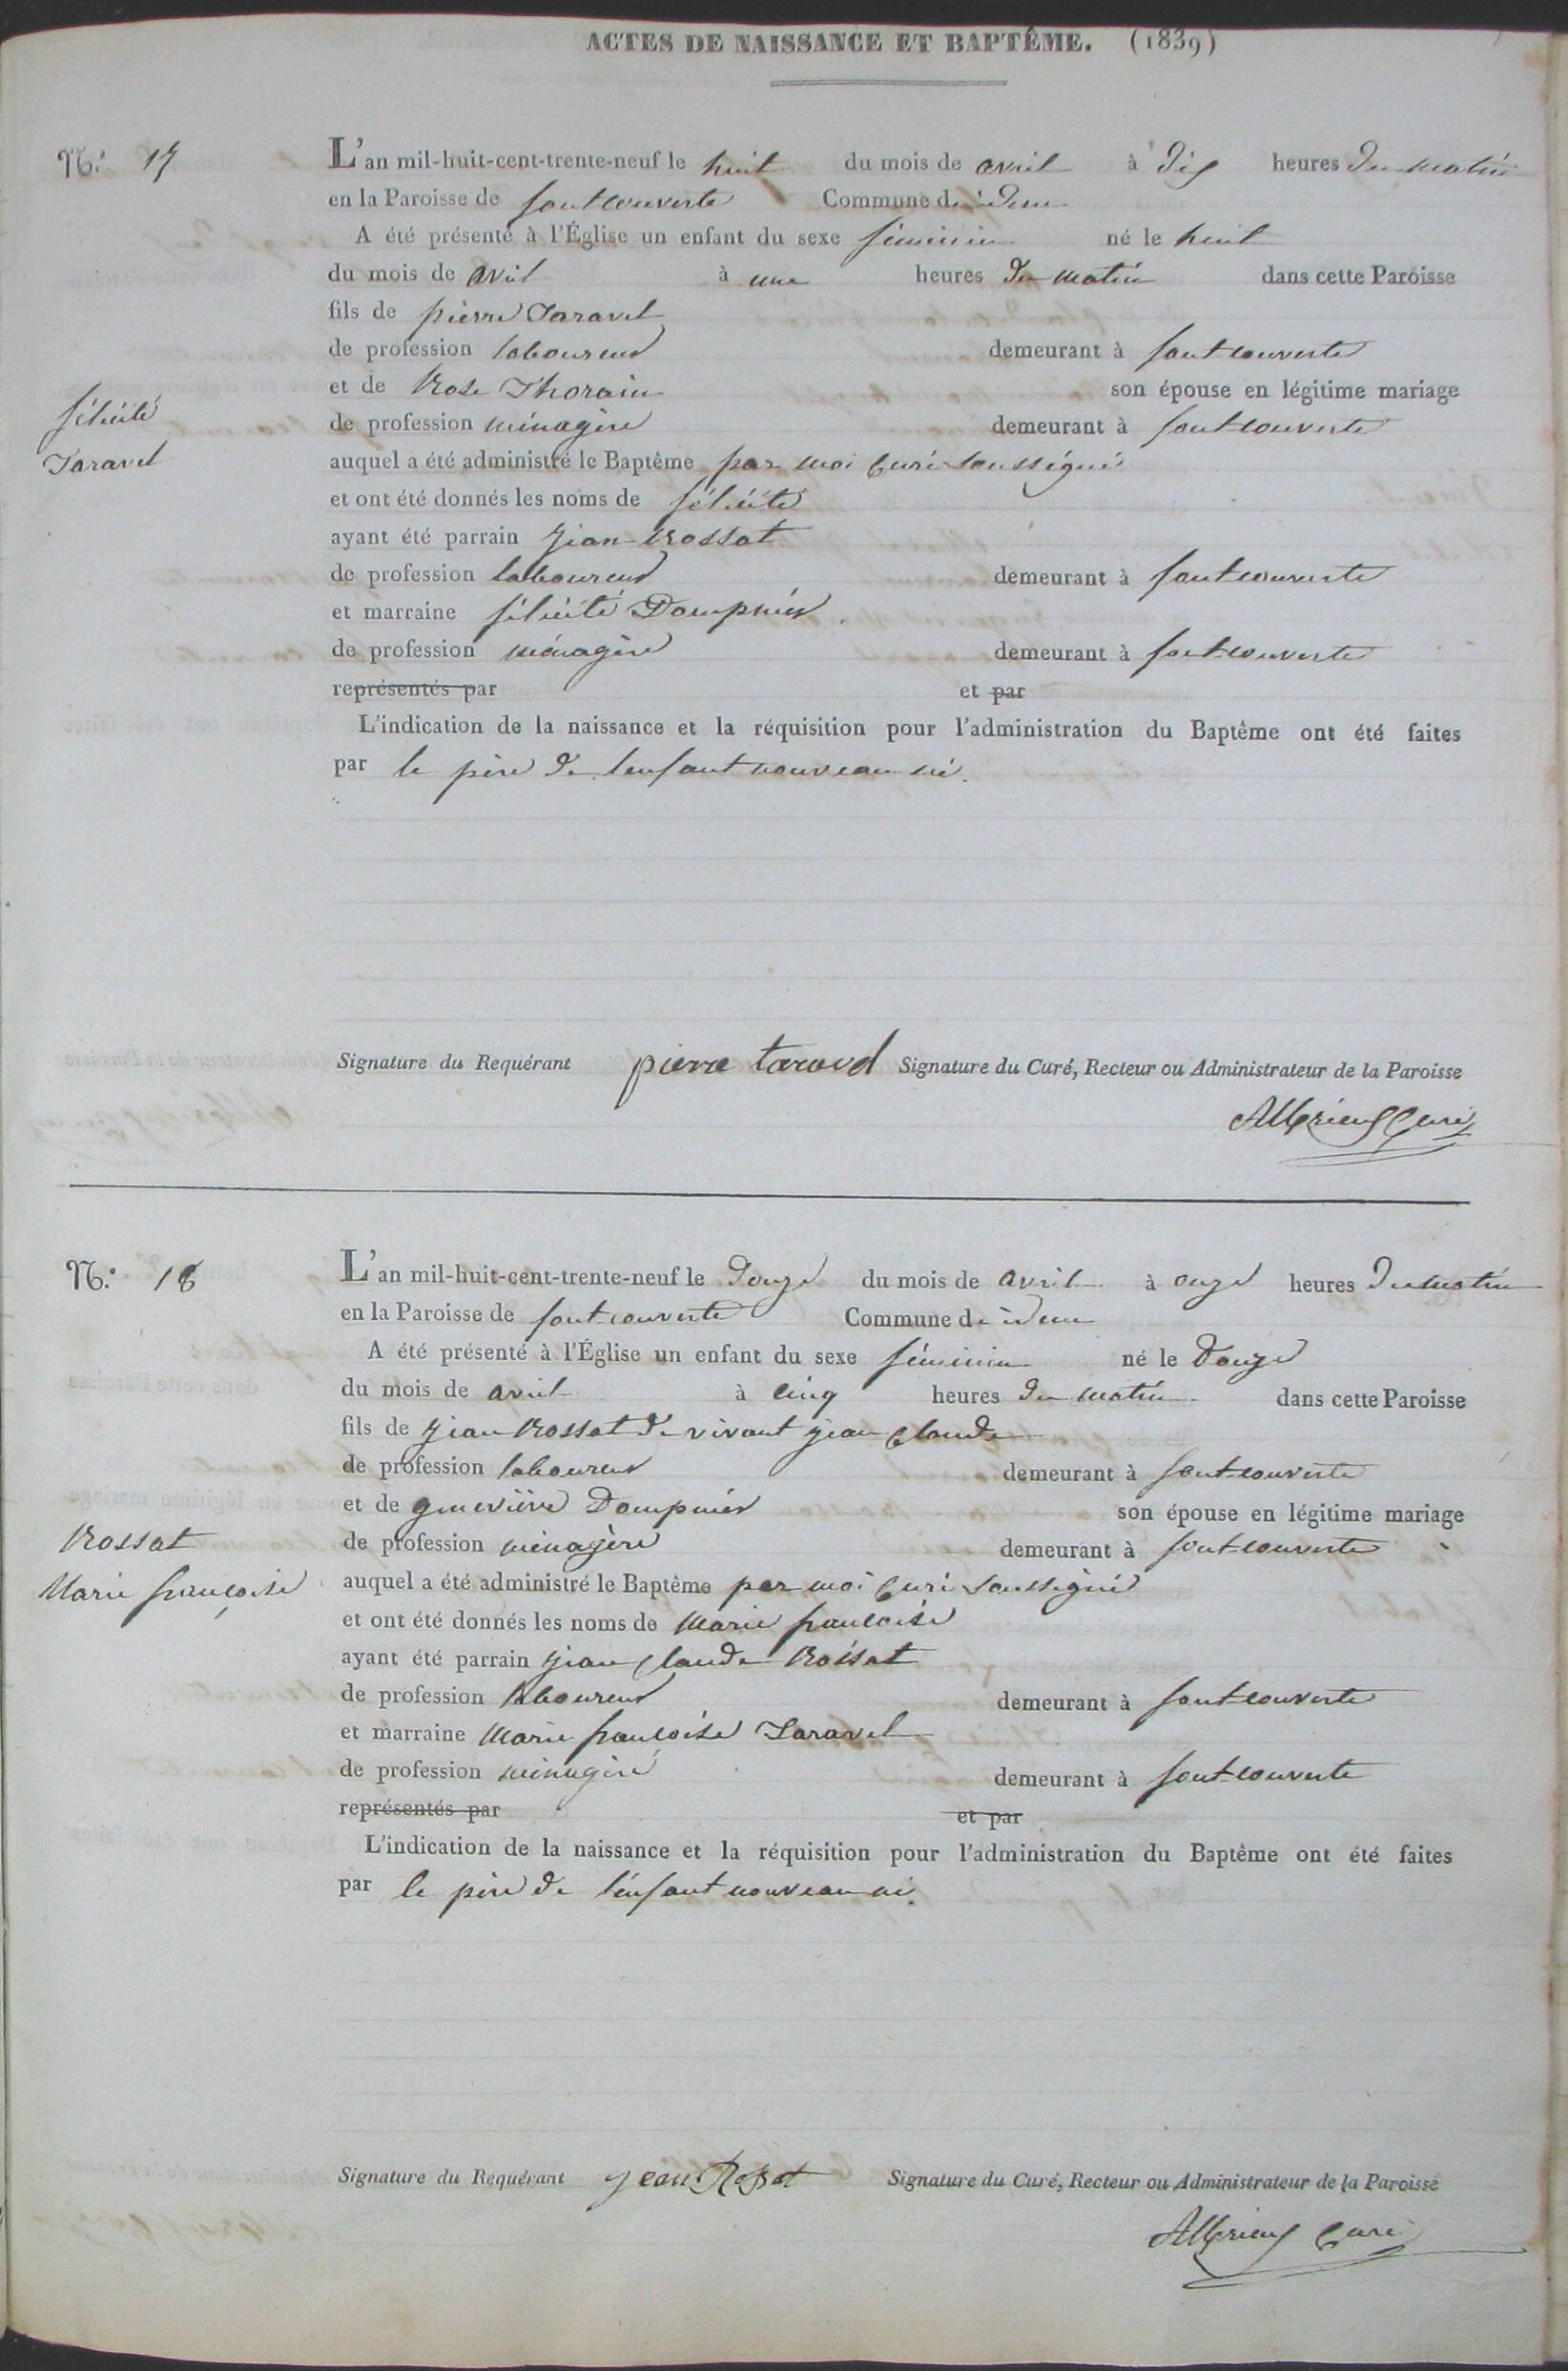 ACTES DE NAISSANCE ET BAPTÊME. (1839)
N.º 17
L'an mil-huit-cent-trente-neuf le huit du mois de avril à dix heures du matin
en la Paroisse de fontcouverte Commune de idem
A été présenté à l'Église un enfant du sexe féminin né le huit
du mois de avril à une heures du matin dans cette Paroisse
fils de pierre Taravel
de profession laboureur demeurant à fontcouverte
et de Rose Thorain son épouse en légitime mariage
félicité
Taravel
de profession ménagère demeurant à fontcouverte
auquel a été administré le Baptême par moi Curé soussigné
et ont été donnés les noms de félicité
ayant été parrain jean Rossat
de profession laboureur demeurant à fontcouverte
et marraine félicité Dompnier
de profession ménagère demeurant à fontcouverte
représentés par et par
L'indication de la naissance et la réquisition pour l'administration du Baptême ont été faites
par le père de l'enfant nouveau né.
Signature du Requérant pierre taravel Signature du Curé, Recteur ou Administrateur de la Paroisse
Curé
N.º 18
L'an mil-huit-cent-trente-neuf le douze du mois de avril à onze heures du matin
en la Paroisse de fontcouverte Commune de idem
A été présenté à l'Église un enfant du sexe féminin né le douze
du mois de avril à cinq heures du matin dans cette Paroisse
fils de jean Rossat de vivant jean Claude
de profession laboureur demeurant à fontcouverte
et de geneviève Dompnier son épouse en légitime mariage
Rossat
Marie françoise
de profession ménagère demeurant à fontcouverte
auquel a été administré le Baptême par moi Curé soussigné
et ont été donnés les noms de Marie françoise
ayant été parrain jean Claude Rossat
de profession laboureur demeurant à fontcouverte
et marraine Marie françoise Taravel
de profession ménagère demeurant à fontcouverte
représentés par et par
L'indication de la naissance et la réquisition pour l'administration du Baptême ont été faites
par le père de l'enfant nouveau né.
Signature du Requérant jean Rossat Signature du Curé, Recteur ou Administrateur de la Paroisse
Curé